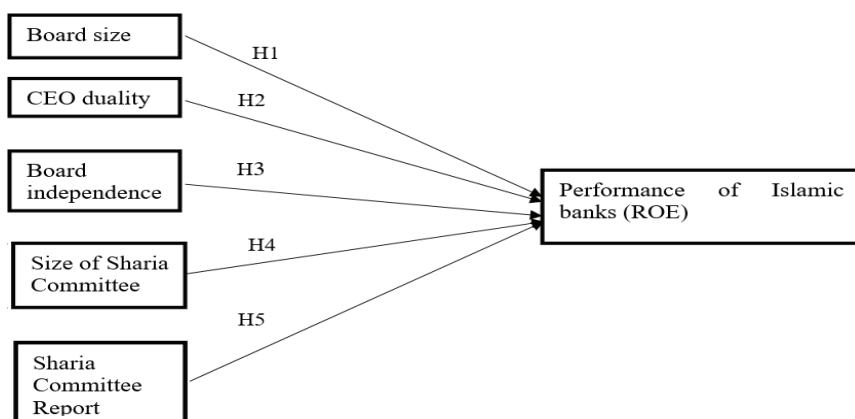 Board size
H1
CEO duality
H2
Board
independence
H3
Performance of Islamic
banks (ROE)
Size of Sharia
Committee
H4
H5
Sharia
Committee
Report